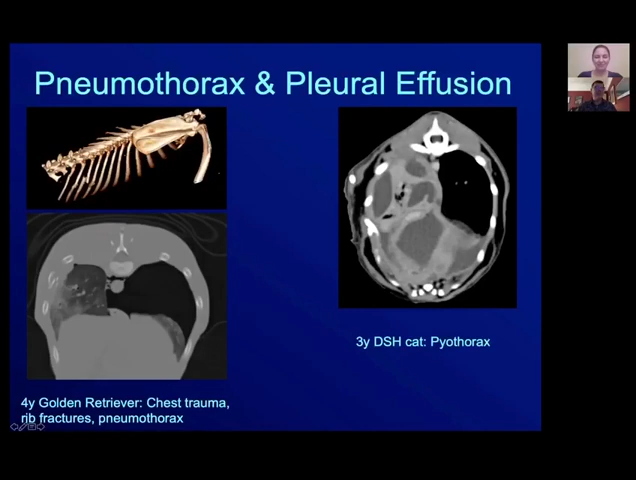 Pneumothorax & Pleural Effusion
3y DSH cat: Pyothorax
4y Golden Retriever: Chest trauma,
rib fractures, pneumothorax